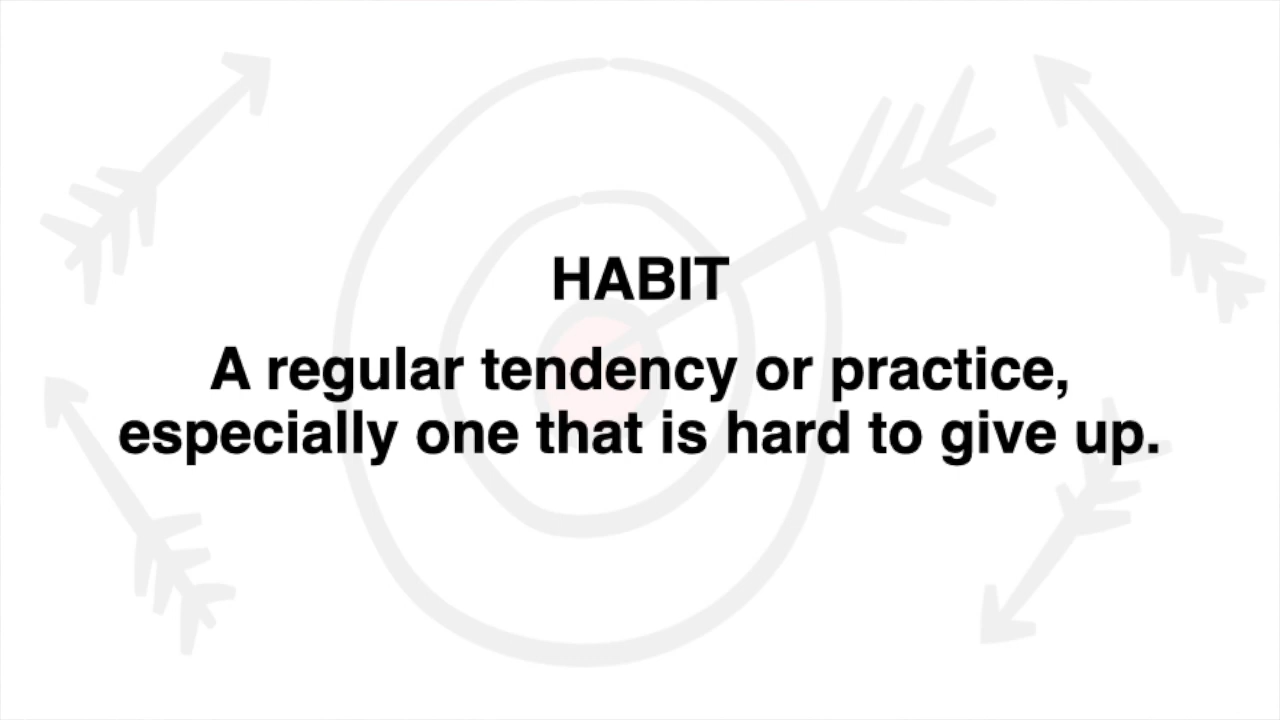 HABIT
A regular tendency or practice,
especially one that is hard to give up.